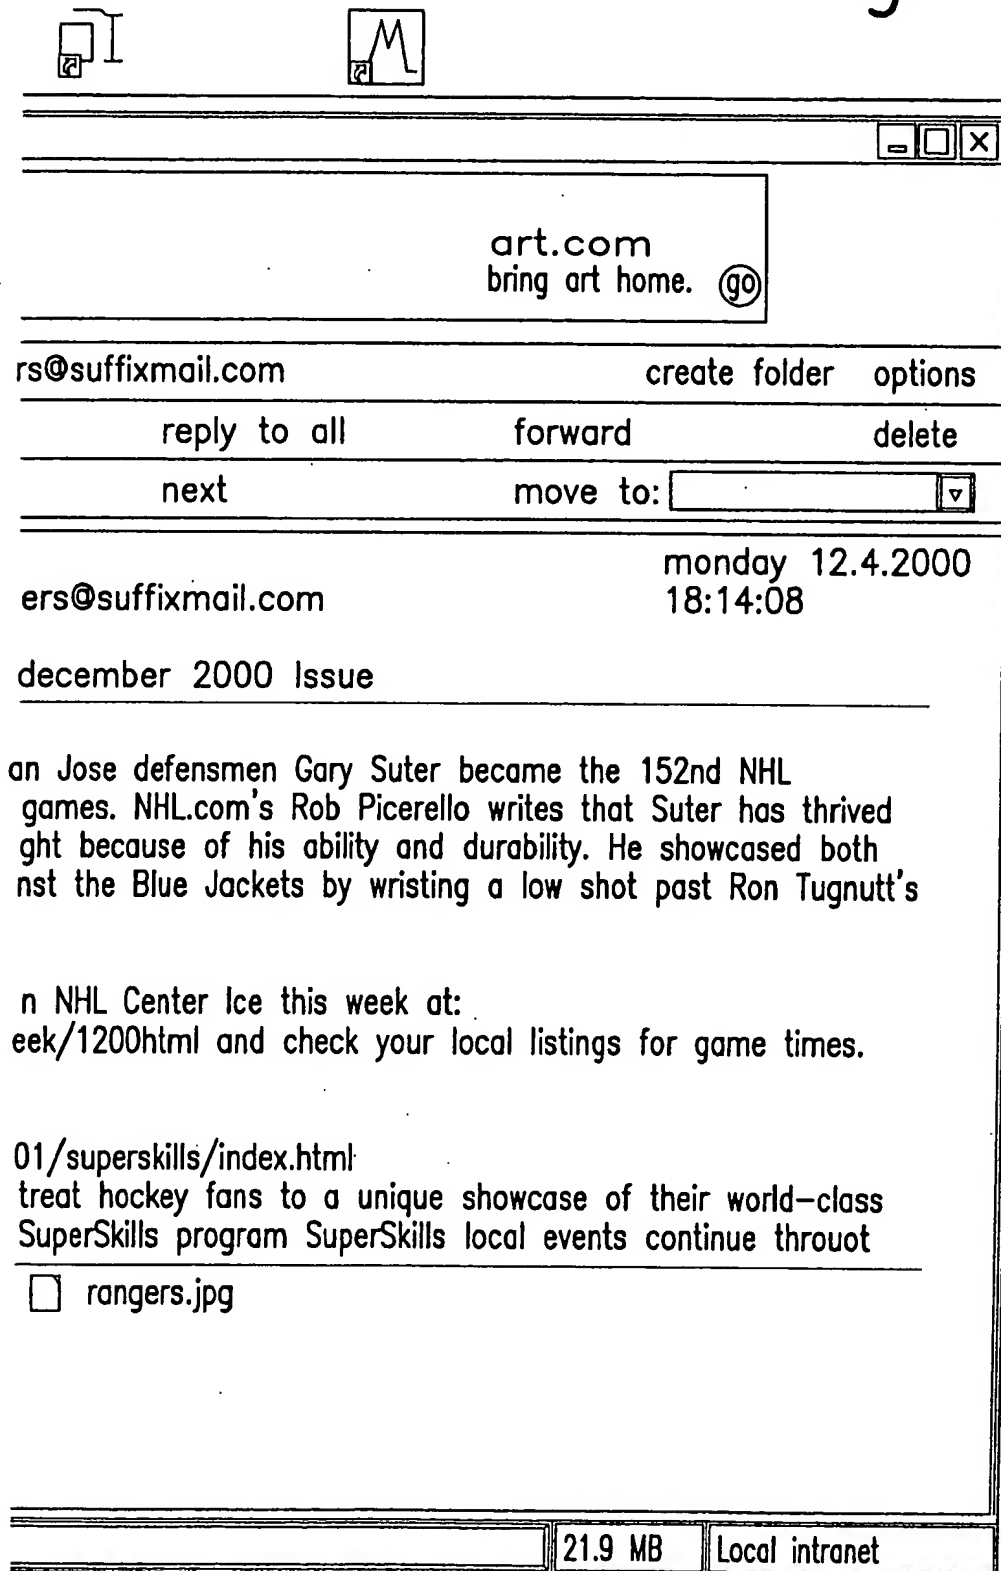 art.com
bring art home. go
rs@suffixmail.com create folder options
reply to all forward delete
next move to:
monday 12.4.2000
ers@suffixmail.com 18:14:08
december 2000 Issue
an Jose defensmen Gary Suter became the 152nd NHL
games. NHL.com's Rob Picerello writes that Suter has thrived
ght because of his ability and durability. He showcased both
nst the Blue Jackets by wristing a low shot past Ron Tugnutt's
n NHL Center Ice this week at:
eek/1200html and check your local listings for game times.
01/superskills/index.html
treat hockey fans to a unique showcase of their world-class
SuperSkills program SuperSkills local events continue throuot
rangers.jpg
21.9 MB Local intranet